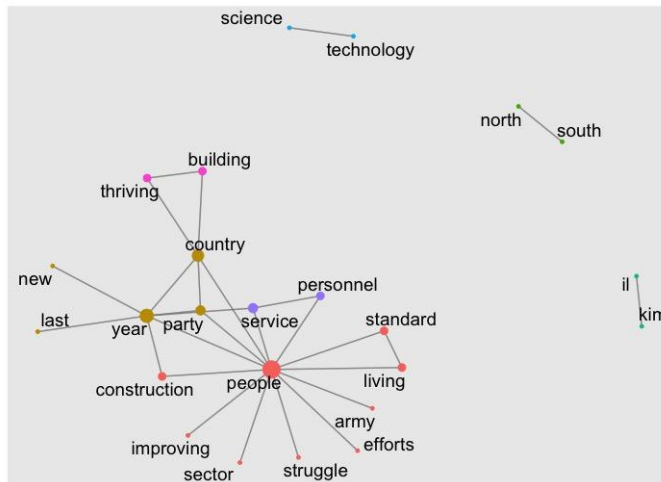 science
technology
north
south
building
thriving
country
new
personnel
il
last
year
party
service
standard
kim
construction
people
living
army
improving
efforts
sector
struggle